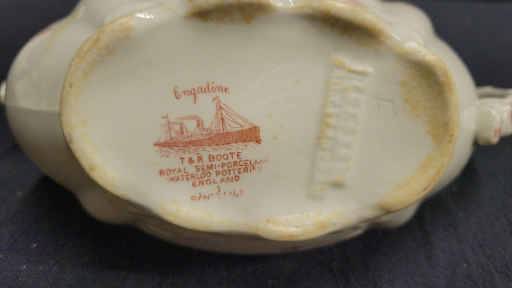 Engadine
T & R BOOTE
ROYAL SEMI-PORCELAIN
WATERLOO POTTERIES
ENGLAND